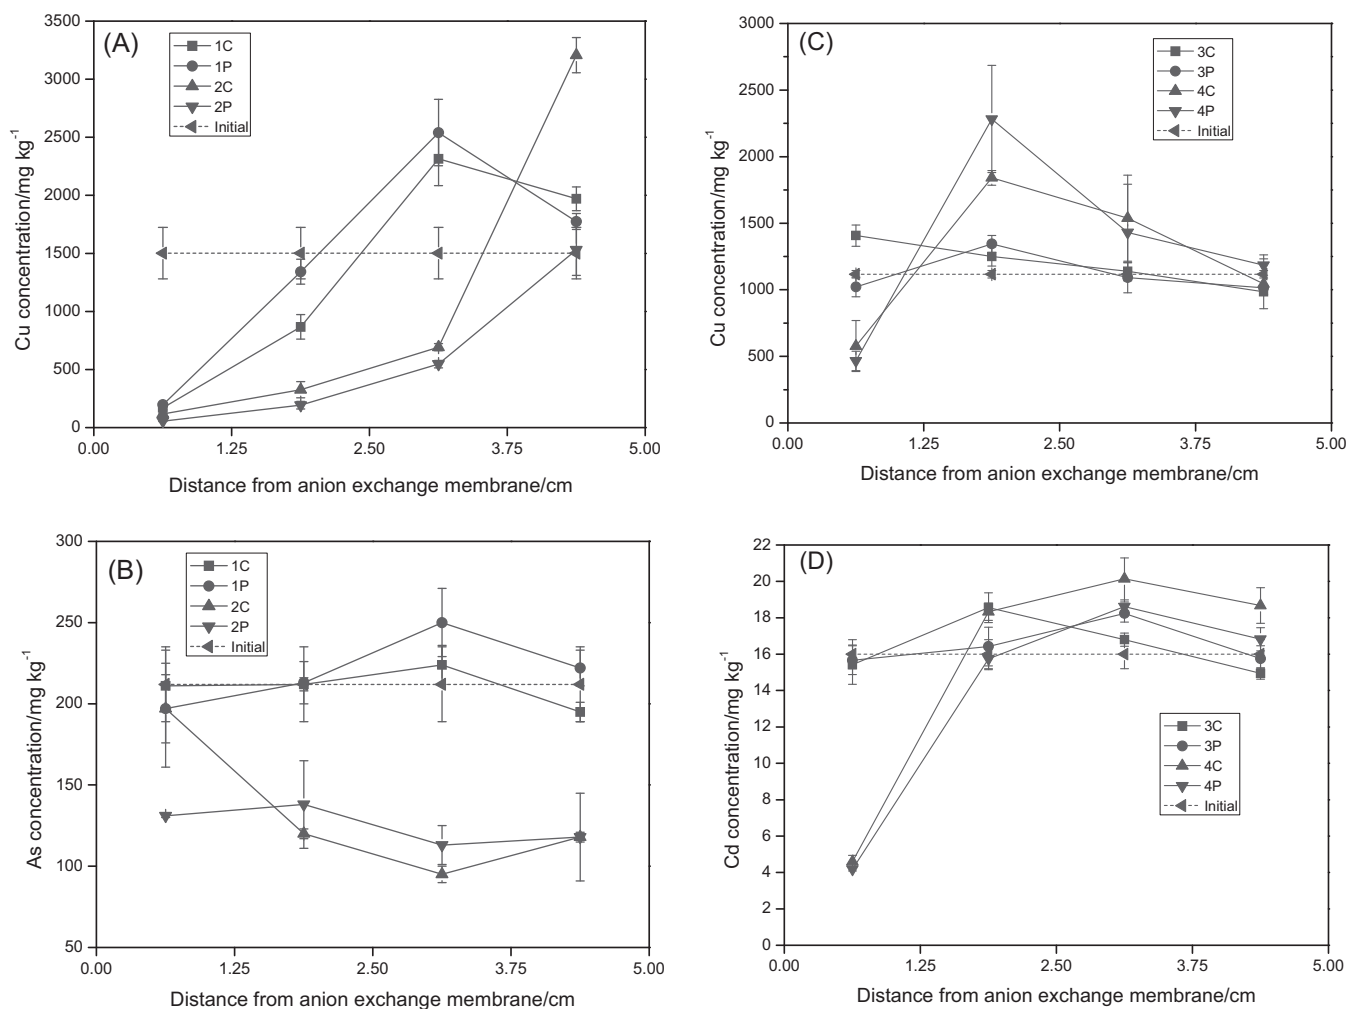 (A)
1C
1P
2C
2P
Initial
3500
3000
2500
2000
1500
1000
500
0
Cu concentration/mg kg⁻¹
0.00 1.25 2.50 3.75 5.00
Distance from anion exchange membrane/cm
(C)
3C
3P
4C
4P
Initial
3000
2500
2000
1500
1000
500
0
Cu concentration/mg kg⁻¹
0.00 1.25 2.50 3.75 5.00
Distance from anion exchange membrane/cm
(B)
1C
1P
2C
2P
Initial
300
250
200
150
100
50
As concentration/mg kg⁻¹
0.00 1.25 2.50 3.75 5.00
Distance from anion exchange membrane/cm
(D)
3C
3P
4C
4P
Initial
22
20
18
16
14
12
10
8
6
4
2
0
Cd concentration/mg kg⁻¹
0.00 1.25 2.50 3.75 5.00
Distance from anion exchange membrane/cm